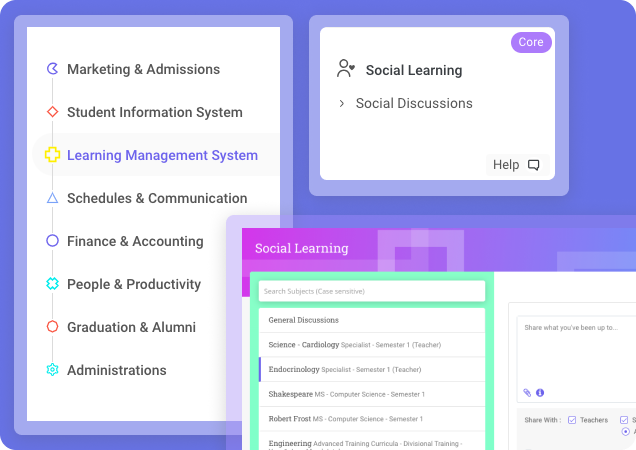 Marketing & Admissions
Student Information System
Learning Management System
Schedules & Communication
Finance & Accounting
People & Productivity
Graduation & Alumni
Administrations
Core
Social Learning
Social Discussions
Help
Social Learning
Search Subjects (Case sensitive)
General Discussions
Science - Cardiology Specialist - Semester 1 (Teacher)
Endocrinology Specialist - Semester 1 (Teacher)
Shakespeare MS - Computer Science - Semester 1
Robert Frost MS - Computer Science - Semester 1
Engineering Advanced Training Curricula - Divisional Training -
Share what you've been up to...
Share With :
Teachers